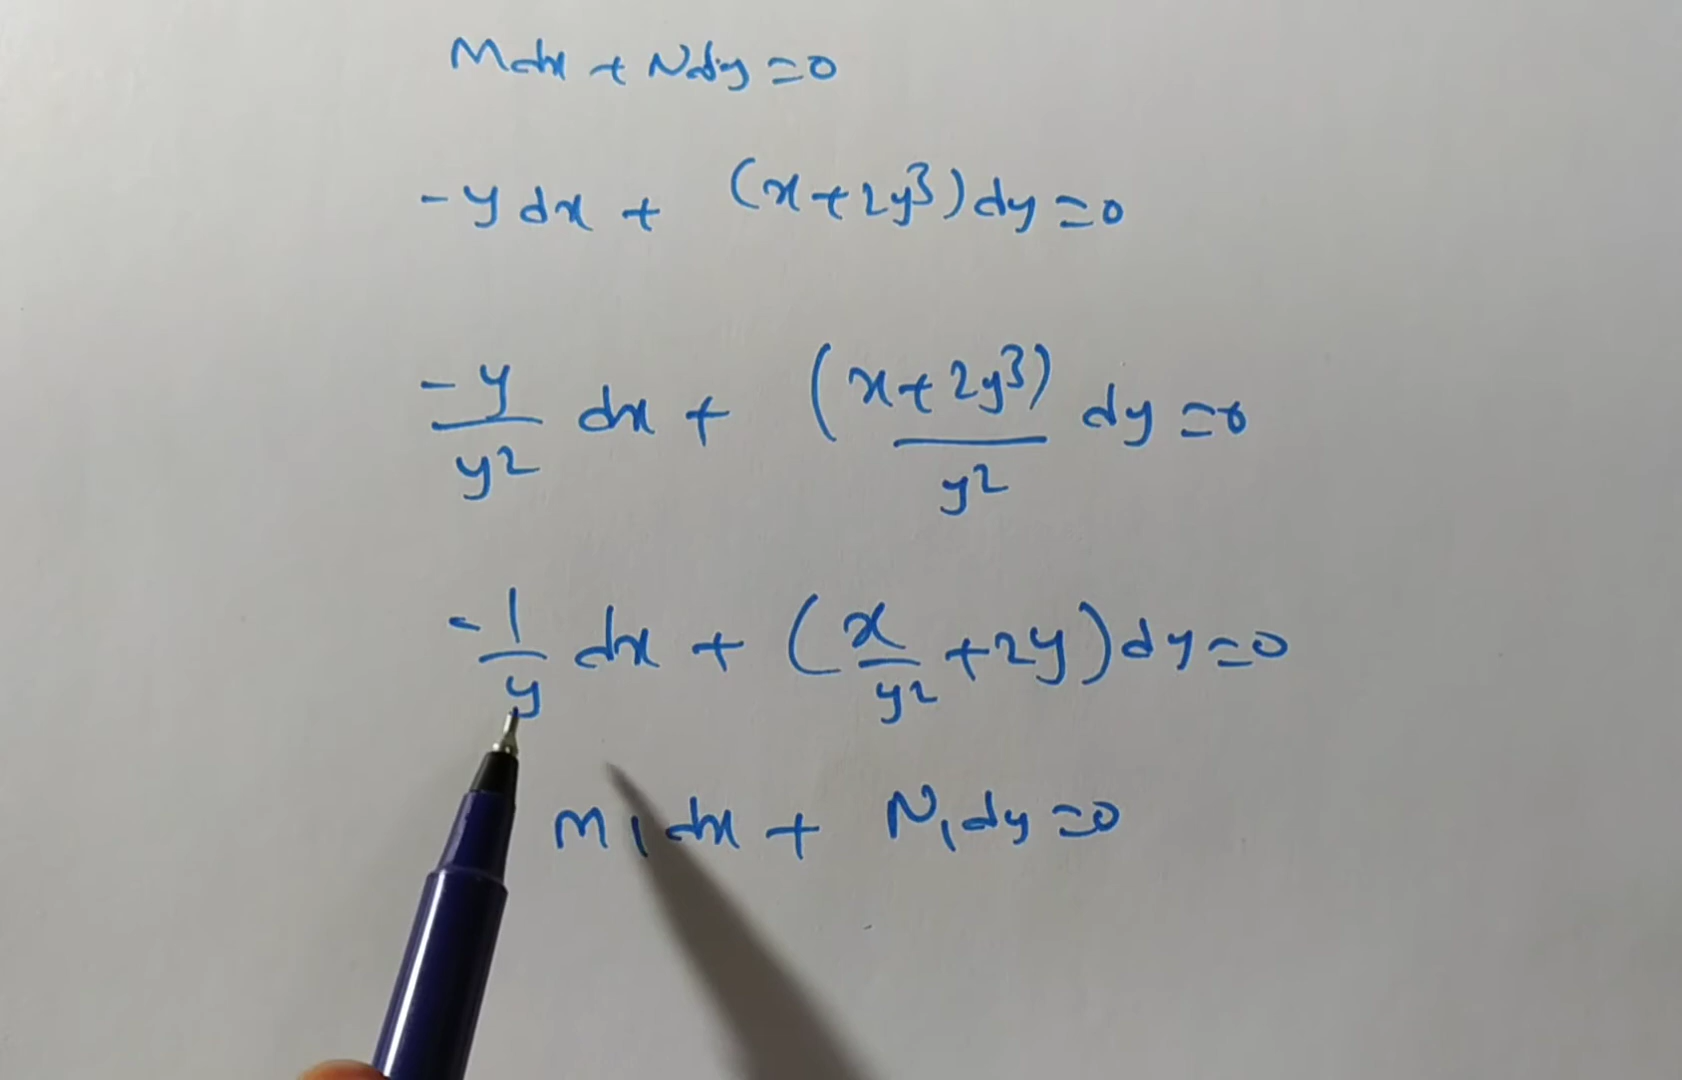 Mdx + Ndy = 0
-y dx + (x+2y³)dy = 0
-y/y² dx + (x+2y³)/y² dy = 0
-1/y dx + (x/y² + 2y)dy = 0
M₁dx + N₁dy = 0